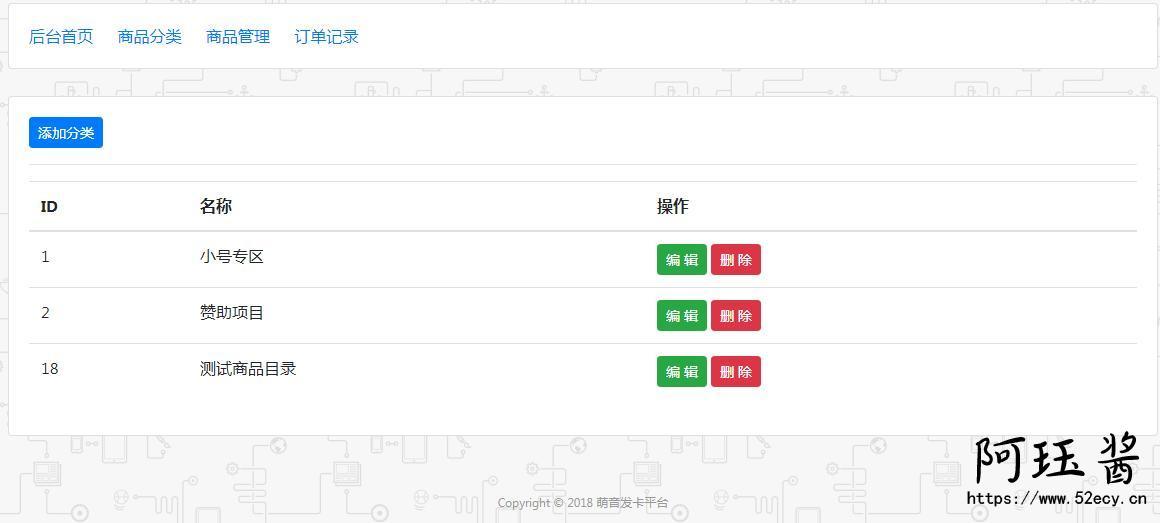 后台首页 商品分类 商品管理 订单记录
添加分类
ID 名称 操作
1 小号专区 编 辑 删 除
2 赞助项目 编 辑 删 除
18 测试商品目录 编 辑 删 除
阿珏酱
https://www.52ecy.cn
Copyright © 2018 萌音发卡平台